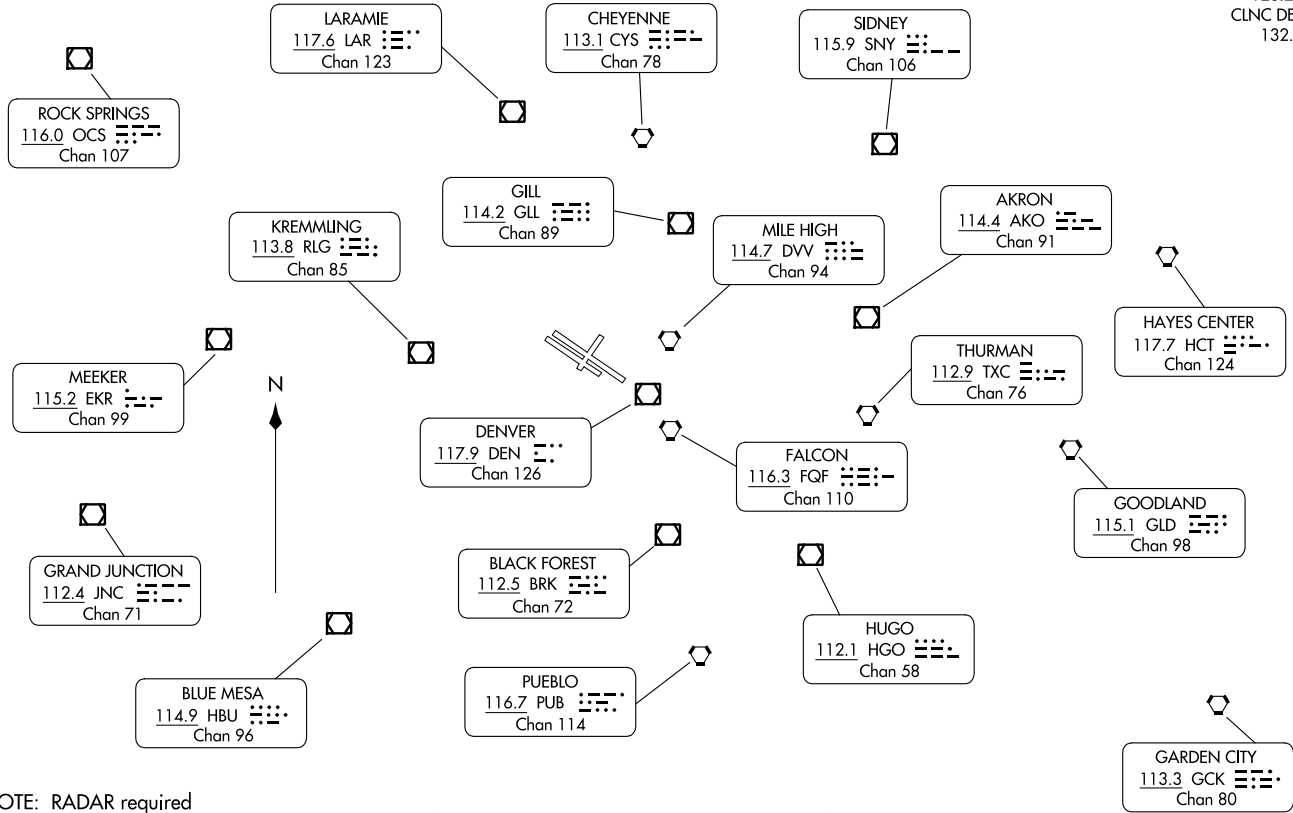 LARAMIE
117.6 LAR
Chan 123
CHEYENNE
113.1 CYS
Chan 78
SIDNEY
115.9 SNY
Chan 106
CLNC DE
132.
ROCK SPRINGS
116.0 OCS
Chan 107
GILL
114.2 GLL
Chan 89
AKRON
114.4 AKO
Chan 91
KREMMLING
113.8 RLG
Chan 85
MILE HIGH
114.7 DVV
Chan 94
HAYES CENTER
117.7 HCT
Chan 124
MEEKER
115.2 EKR
Chan 99
N
THURMAN
112.9 TXC
Chan 76
DENVER
117.9 DEN
Chan 126
FALCON
116.3 FQF
Chan 110
GOODLAND
115.1 GLD
Chan 98
GRAND JUNCTION
112.4 JNC
Chan 71
BLACK FOREST
112.5 BRK
Chan 72
HUGO
112.1 HGO
Chan 58
BLUE MESA
114.9 HBU
Chan 96
PUEBLO
116.7 PUB
Chan 114
GARDEN CITY
113.3 GCK
Chan 80
OTE: RADAR required